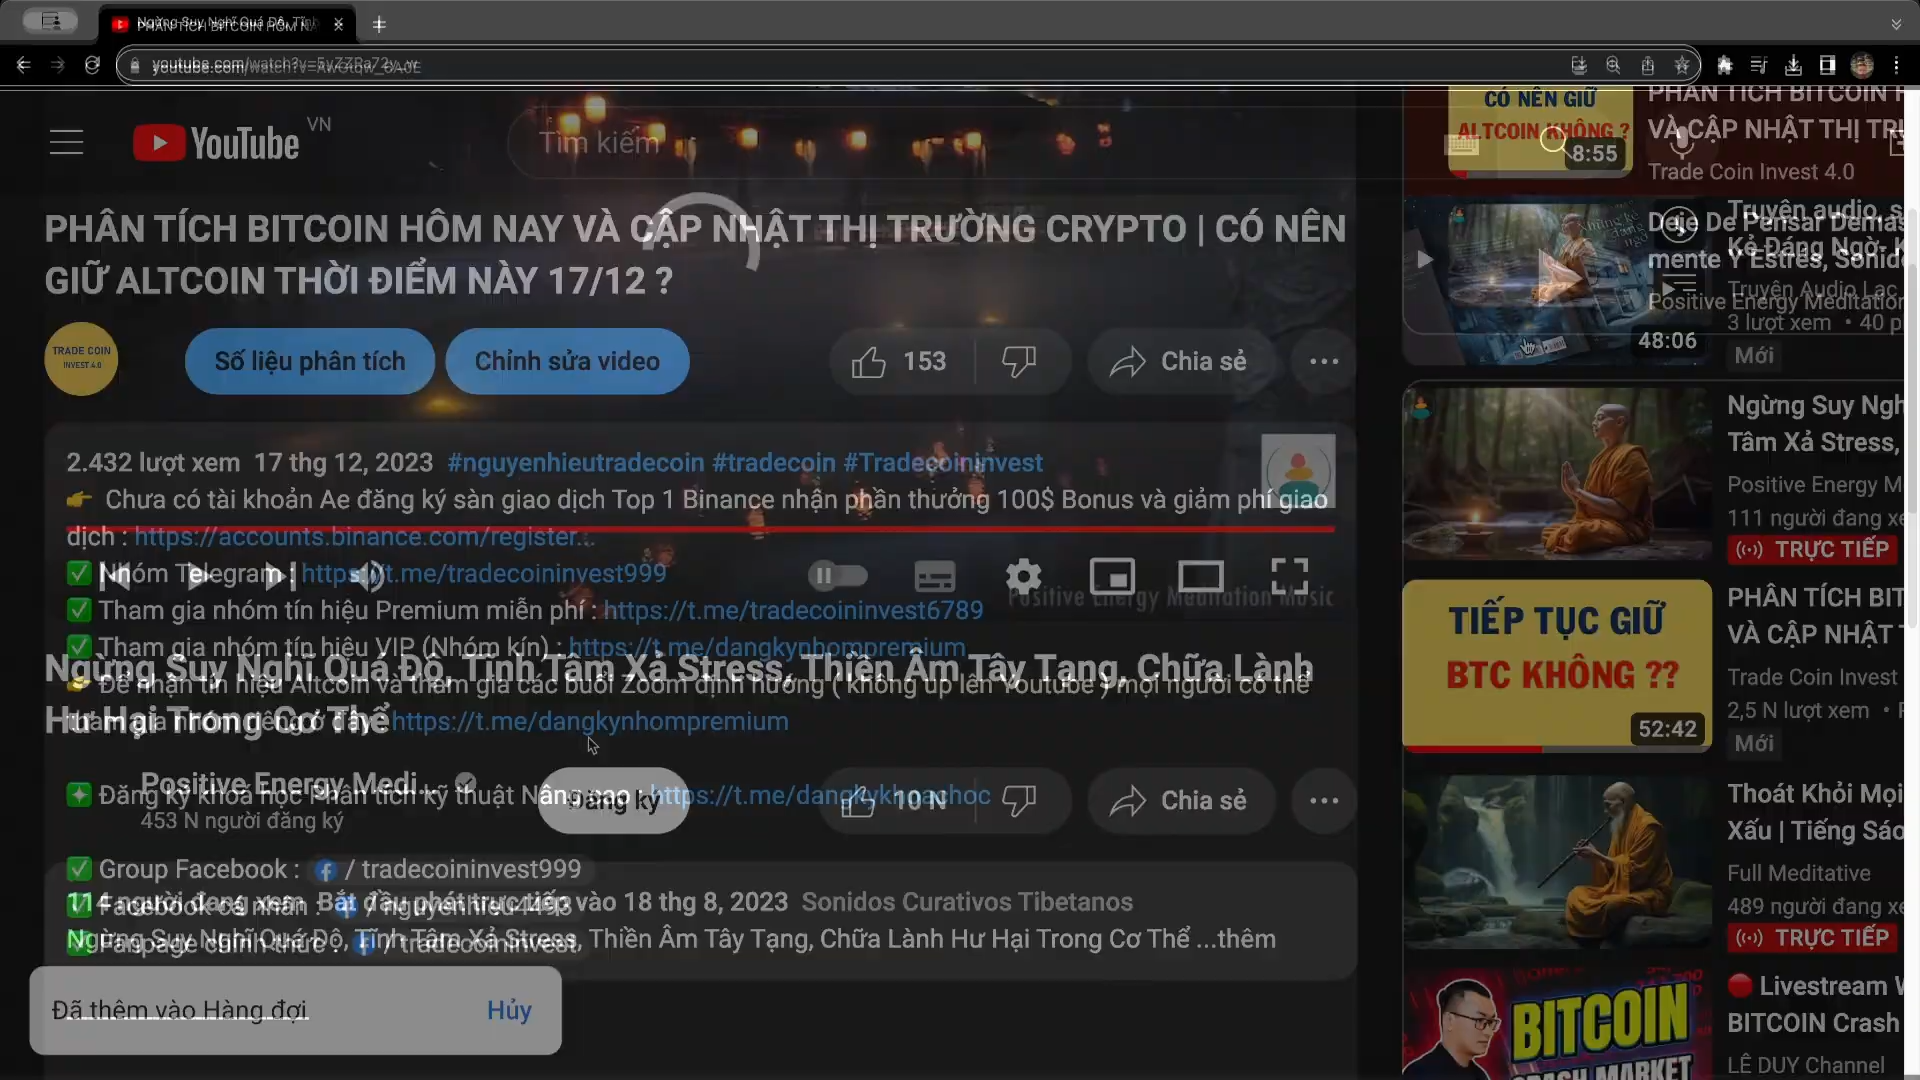 Ngừng Suy Nghĩ Quá Độ, Tĩnh
PHÂN TÍCH BITCOIN HÔM NA
youtube.com/watch?v=
YouTube VN
Tìm kiếm
PHÂN TÍCH BITCOIN HÔM NAY VÀ CẬP NHẬT THỊ TRƯỜNG CRYPTO | CÓ NÊN
GIỮ ALTCOIN THỜI ĐIỂM NÀY 17/12 ?
TRADE COIN
INVEST 4.0
Số liệu phân tích
Chỉnh sửa video
153
Chia sẻ
2.432 lượt xem 17 thg 12, 2023 #nguyenhieutradecoin #tradecoin #Tradecoininvest
👉 Chưa có tài khoản Ae đăng ký sàn giao dịch Top 1 Binance nhận phần thưởng 100$ Bonus và giảm phí giao
dịch : https://accounts.binance.com/register...
✅ Nhóm Telegram : https://t.me/tradecoininvest999
✅ Tham gia nhóm tín hiệu Premium miễn phí : https://t.me/tradecoininvest6789
✅ Tham gia nhóm tín hiệu VIP (Nhóm kín) : https://t.me/dangkynhompremium
👉 Để nhận tín hiệu Altcoin và tham gia các buổi Zoom định hướng ( không up lên Youtube ) mọi người có thể
tham gia nhóm riêng ở đây : https://t.me/dangkynhompremium
Đăng ký khoá học Phân tích kỹ thuật Nâng cao : https://t.me/dangkykhoahoc
✅ Group Facebook : / tradecoininvest999
Facebook cá nhân : / nguyenhieu4493
Fanpage chính thức : / tradecoininvest
Positive Energy Meditation Music
Ngừng Suy Nghĩ Quá Độ, Tĩnh Tâm Xả Stress, Thiền Âm Tây Tạng, Chữa Lành
Hư Hại Trong Cơ Thể
Positive Energy Medi...
453 N người đăng ký
Đăng ký
10 N
Chia sẻ
114 người đang xem Bắt đầu phát trực tiếp vào 18 thg 8, 2023 Sonidos Curativos Tibetanos
Ngừng Suy Nghĩ Quá Độ, Tĩnh Tâm Xả Stress, Thiền Âm Tây Tạng, Chữa Lành Hư Hại Trong Cơ Thể ...thêm
Đã thêm vào Hàng đợi
Hủy
CÓ NÊN GIỮ
ALTCOIN KHÔNG ?
8:55
PHÂN TÍCH BITCOIN H
VÀ CẬP NHẬT THỊ TRƯ
Trade Coin Invest 4.0
Deje De Pensar Demas
mente Y Estrés, Sonido
Positive Energy Meditation
Truyện audio, s
Kẻ Đáng Ngờ- K
Truyện Audio Lạc
3 lượt xem • 40 p
Mới
48:06
Ngừng Suy Ngh
Tâm Xả Stress,
Positive Energy M
111 người đang xe
TRỰC TIẾP
TIẾP TỤC GIỮ
BTC KHÔNG ??
52:42
PHÂN TÍCH BIT
VÀ CẬP NHẬT T
Trade Coin Invest
2,5 N lượt xem •
Mới
Thoát Khỏi Mọi
Xấu | Tiếng Sáo
Full Meditative
489 người đang xe
TRỰC TIẾP
BITCOIN
CRASH MARKET
🔴 Livestream V
BITCOIN Crash
LÊ DUY Channel